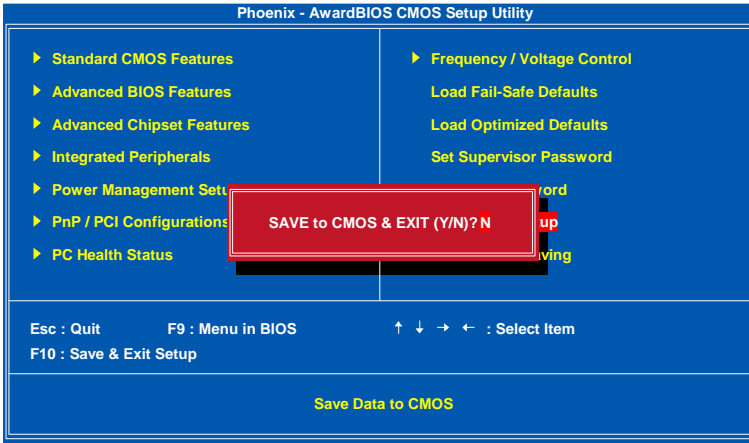 Phoenix - AwardBIOS CMOS Setup Utility
Standard CMOS Features
Advanced BIOS Features
Advanced Chipset Features
Integrated Peripherals
Power Management Setu
PnP / PCI Configurations
PC Health Status
Frequency / Voltage Control
Load Fail-Safe Defaults
Load Optimized Defaults
Set Supervisor Password
ord
up
ving
SAVE to CMOS & EXIT (Y/N)? N
Esc : Quit F9 : Menu in BIOS ↑ ↓ → ← : Select Item
F10 : Save & Exit Setup
Save Data to CMOS